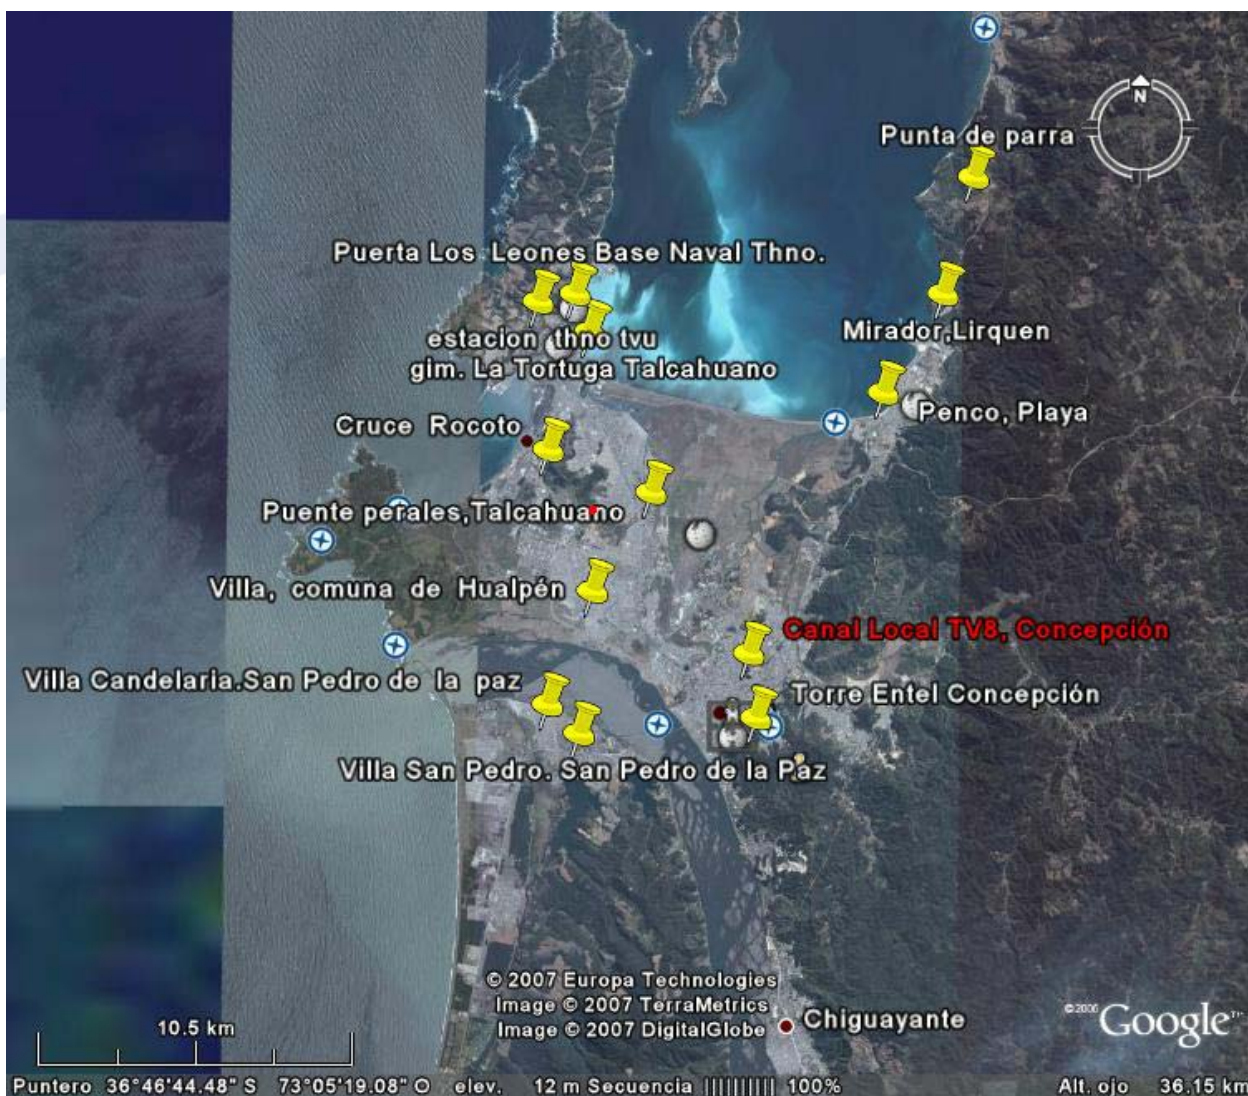 N
Punta de parra
Puerta Los Leones Base Naval Thno.
Mirador,Lirquen
estacion thno tvu
gim. La Tortuga Talcahuano
Penco, Playa
Cruce Rocoto
Puente perales,Talcahuano
Villa, comuna de Hualpén
Canal Local TV8, Concepción
Villa Candelaria.San Pedro de la paz
Torre Entel Concepción
Villa San Pedro. San Pedro de la Paz
© 2007 Europa Technologies
Image © 2007 TerraMetrics
Image © 2007 DigitalGlobe
Chiguayante
©2006 Google™
10.5 km
Puntero 36°46'44.48" S 73°05'19.08" O elev. 12 m Secuencia |||||||||| 100% Alt. ojo 36.15 km